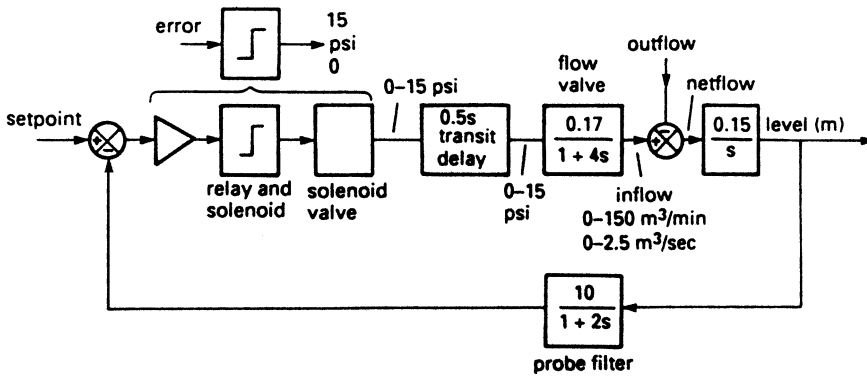 error
15
psi
0
setpoint
+
−
relay and
solenoid
solenoid
valve
0–15 psi
0.5s
transit
delay
0–15
psi
flow
valve
0.17
1 + 4s
inflow
0–150 m³/min
0–2.5 m³/sec
outflow
+
−
netflow
0.15
s
level (m)
10
1 + 2s
probe filter